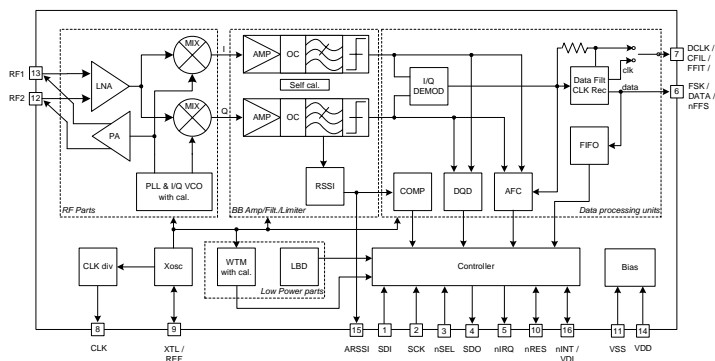 MIX
I
AMP
OC
7
DCLK /
CFIL /
FFIT /
RF1
13
LNA
Self cal.
I/Q
DEMOD
clk
Data Filt
CLK Rec
data
RF2
12
MIX
Q
AMP
OC
6
FSK /
DATA /
nFFS
PA
FIFO
PLL & I/Q VCO
with cal.
RSSI
COMP
DQD
AFC
RF Parts
BB Amp/Filt./Limiter
Data processing units
CLK div
Xosc
WTM
with cal.
LBD
Controller
Bias
Low Power parts
8
9
15
1
2
3
4
5
10
16
11
14
CLK
XTL /
REF
ARSSI
SDI
SCK
nSEL
SDO
nIRQ
nRES
nINT /
VDI
VSS
VDD